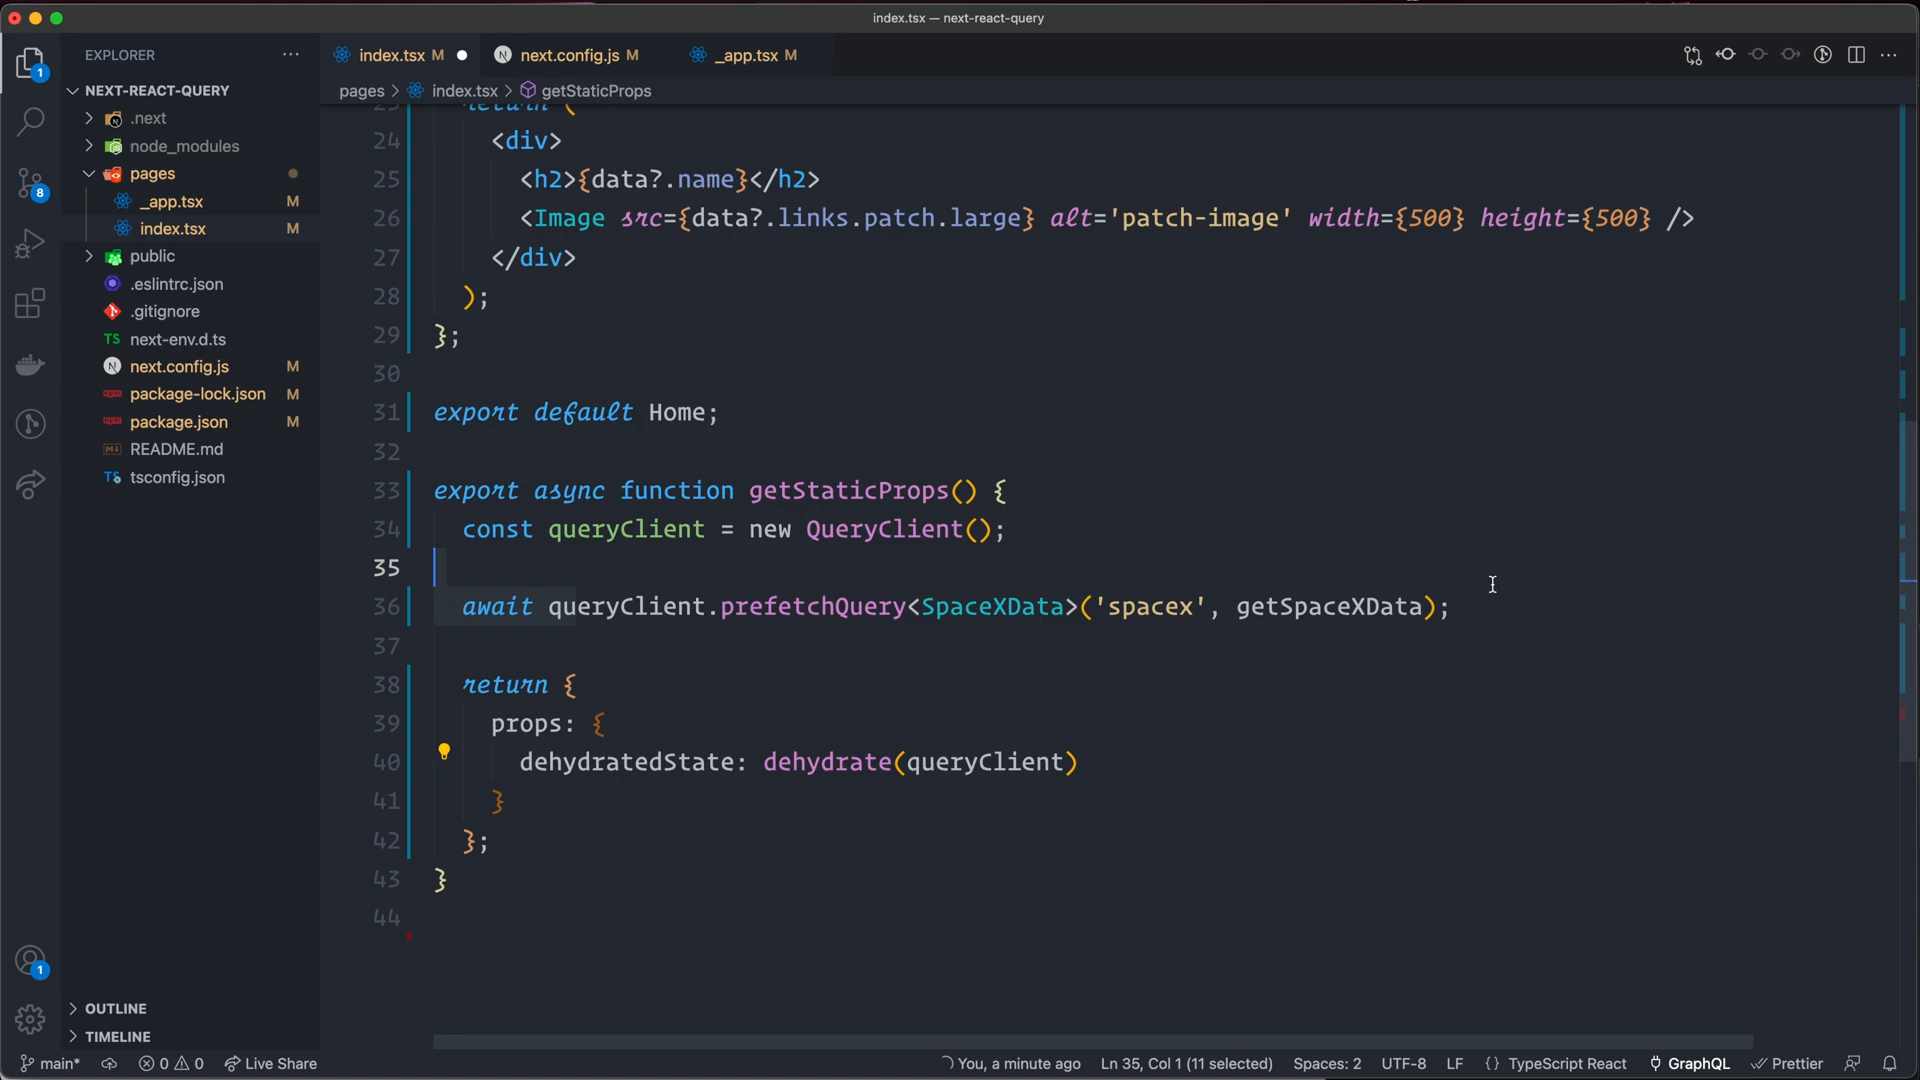 index.tsx — next-react-query
EXPLORER
index.tsx M
next.config.js M
_app.tsx M
NEXT-REACT-QUERY
pages > index.tsx > getStaticProps
.next
node_modules
pages
_app.tsx M
index.tsx M
public
.eslintrc.json
.gitignore
TS next-env.d.ts
N next.config.js M
package-lock.json M
package.json M
README.md
TS tsconfig.json
1
8
1
23 return (
24 <div>
25 <h2>{data?.name}</h2>
26 <Image src={data?.links.patch.large} alt='patch-image' width={500} height={500} />
27 </div>
28 );
29 };
30
31 export default Home;
32
33 export async function getStaticProps() {
34 const queryClient = new QueryClient();
35
36 await queryClient.prefetchQuery<SpaceXData>('spacex', getSpaceXData);
37
38 return {
39 props: {
40 dehydratedState: dehydrate(queryClient)
41 }
42 };
43 }
44
OUTLINE
TIMELINE
main* 0 0 Live Share You, a minute ago Ln 35, Col 1 (11 selected) Spaces: 2 UTF-8 LF {} TypeScript React GraphQL Prettier